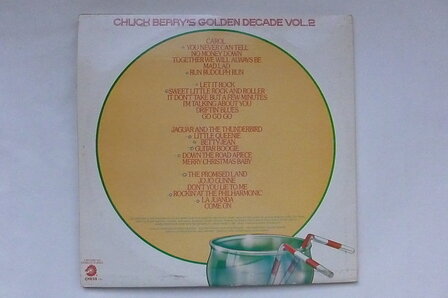 CHUCK BERRY'S GOLDEN DECADE VOL.2
CAROL
YOU NEVER CAN TELL
NO MONEY DOWN
TOGETHER WE WILL ALWAYS BE
MAD LAD
RUN RUDOLPH RUN
LET IT ROCK
SWEET LITTLE ROCK AND ROLLER
IT DON'T TAKE BUT A FEW MINUTES
I'M TALKING ABOUT YOU
DRIFTIN' BLUES
GO GO GO
JAGUAR AND THE THUNDERBIRD
LITTLE QUEENIE
BETTY JEAN
GUITAR BOOGIE
DOWN THE ROAD APIECE
MERRY CHRISTMAS BABY
THE PROMISED LAND
JO JO GUNNE
DON'T YOU LIE TO ME
ROCKIN AT THE PHILHARMONIC
LA JUANDA
COME ON
CHESS